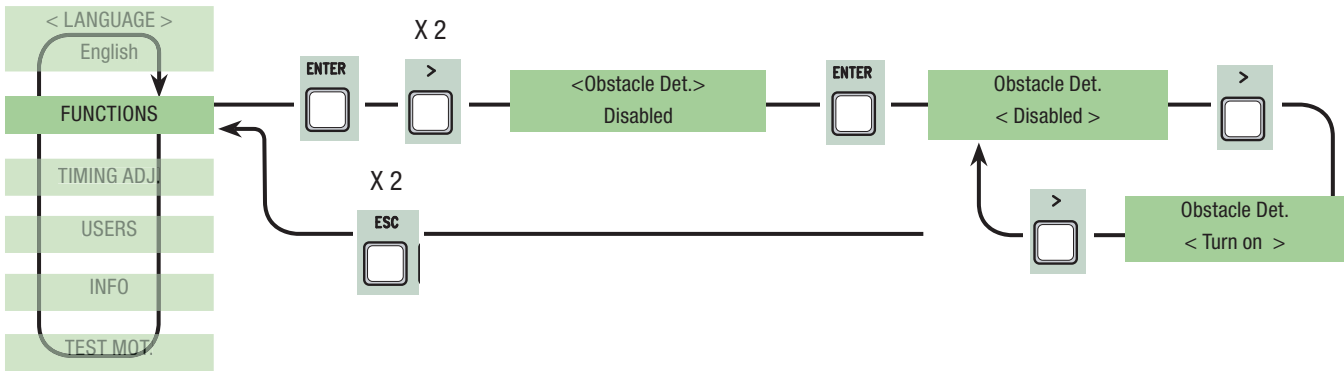 < LANGUAGE >
English
FUNCTIONS
TIMING ADJ.
USERS
INFO
TEST MOT.
ENTER
X 2
>
<Obstacle Det.>
Disabled
ENTER
Obstacle Det.
< Disabled >
>
Obstacle Det.
< Turn on >
>
X 2
ESC